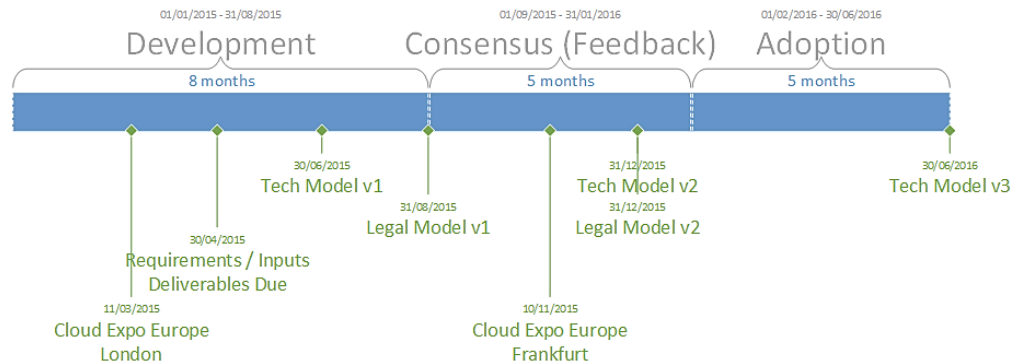 01/01/2015 - 31/08/2015
Development
8 months
01/09/2015 - 31/01/2016
Consensus (Feedback)
5 months
01/02/2016 - 30/06/2016
Adoption
5 months
30/06/2015
Tech Model v1
31/12/2015
Tech Model v2
30/06/2016
Tech Model v3
31/08/2015
Legal Model v1
31/12/2015
Legal Model v2
30/04/2015
Requirements / Inputs
Deliverables Due
11/03/2015
Cloud Expo Europe
London
10/11/2015
Cloud Expo Europe
Frankfurt